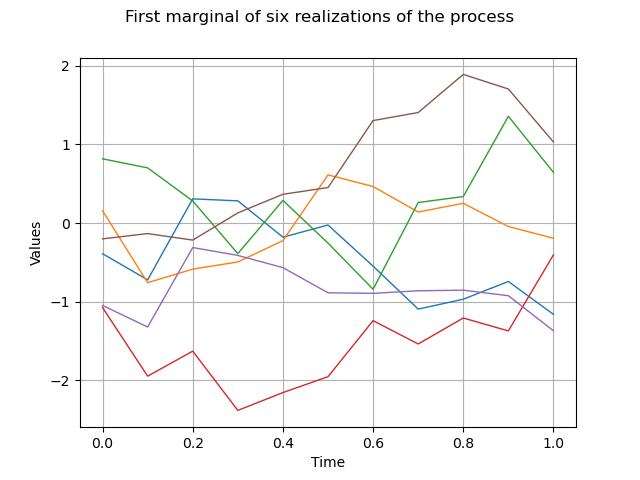 First marginal of six realizations of the process
2
1
0
−1
−2
Values
0.0 0.2 0.4 0.6 0.8 1.0
Time